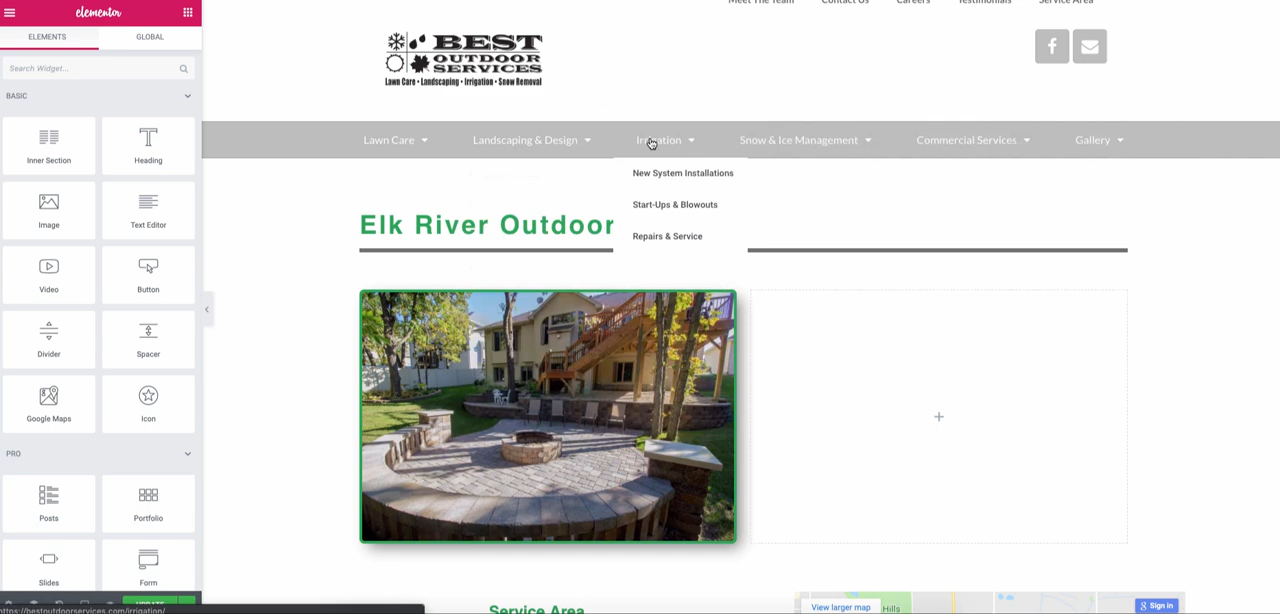 elementor
ELEMENTS
GLOBAL
Search Widget...
BASIC
Inner Section
Heading
Image
Text Editor
Video
Button
Divider
Spacer
Google Maps
Icon
PRO
Posts
Portfolio
Slides
Form
UPDATE
https://bestoutdoorservices.com/irrigation/
Meet The Team
Contact Us
Careers
Testimonials
Service Area
BEST
OUTDOOR
SERVICES
Lawn Care • Landscaping • Irrigation • Snow Removal
Lawn Care
Landscaping & Design
Irrigation
Snow & Ice Management
Commercial Services
Gallery
New System Installations
Start-Ups & Blowouts
Repairs & Service
Elk River Outdoor
Service Area
View larger map
Hills
Sign in